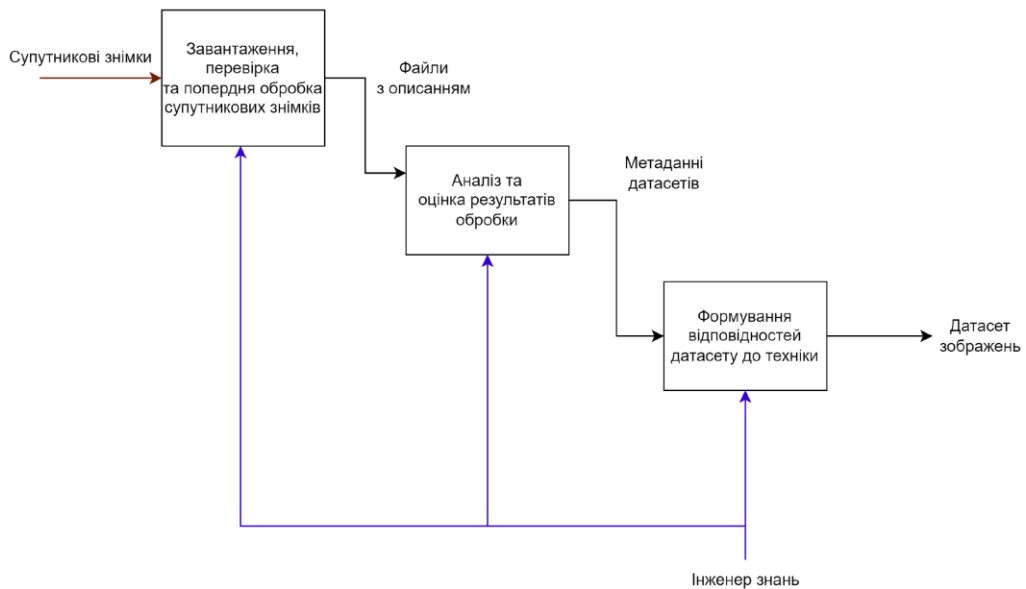 Супутникові знімки
Завантаження,
перевірка
та попердня обробка
супутникових знімків
Файли
з описанням
Аналіз та
оцінка результатів
обробки
Метаданні
датасетів
Формування
відповідностей
датасету до техніки
Датасет
зображень
Інженер знань